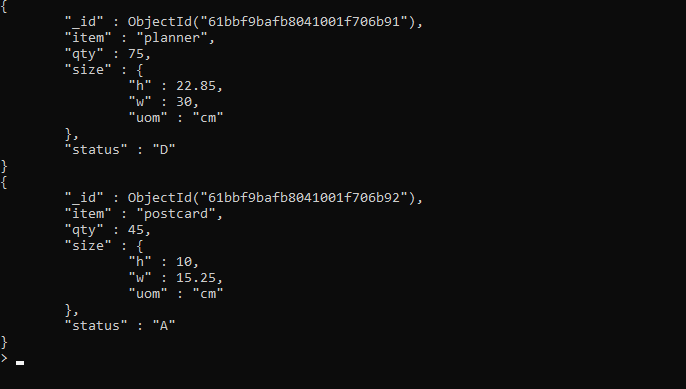 {
        "_id" : ObjectId("61bbf9bafb8041001f706b91"),
        "item" : "planner",
        "qty" : 75,
        "size" : {
                "h" : 22.85,
                "w" : 30,
                "uom" : "cm"
        },
        "status" : "D"
}
{
        "_id" : ObjectId("61bbf9bafb8041001f706b92"),
        "item" : "postcard",
        "qty" : 45,
        "size" : {
                "h" : 10,
                "w" : 15.25,
                "uom" : "cm"
        },
        "status" : "A"
}
>